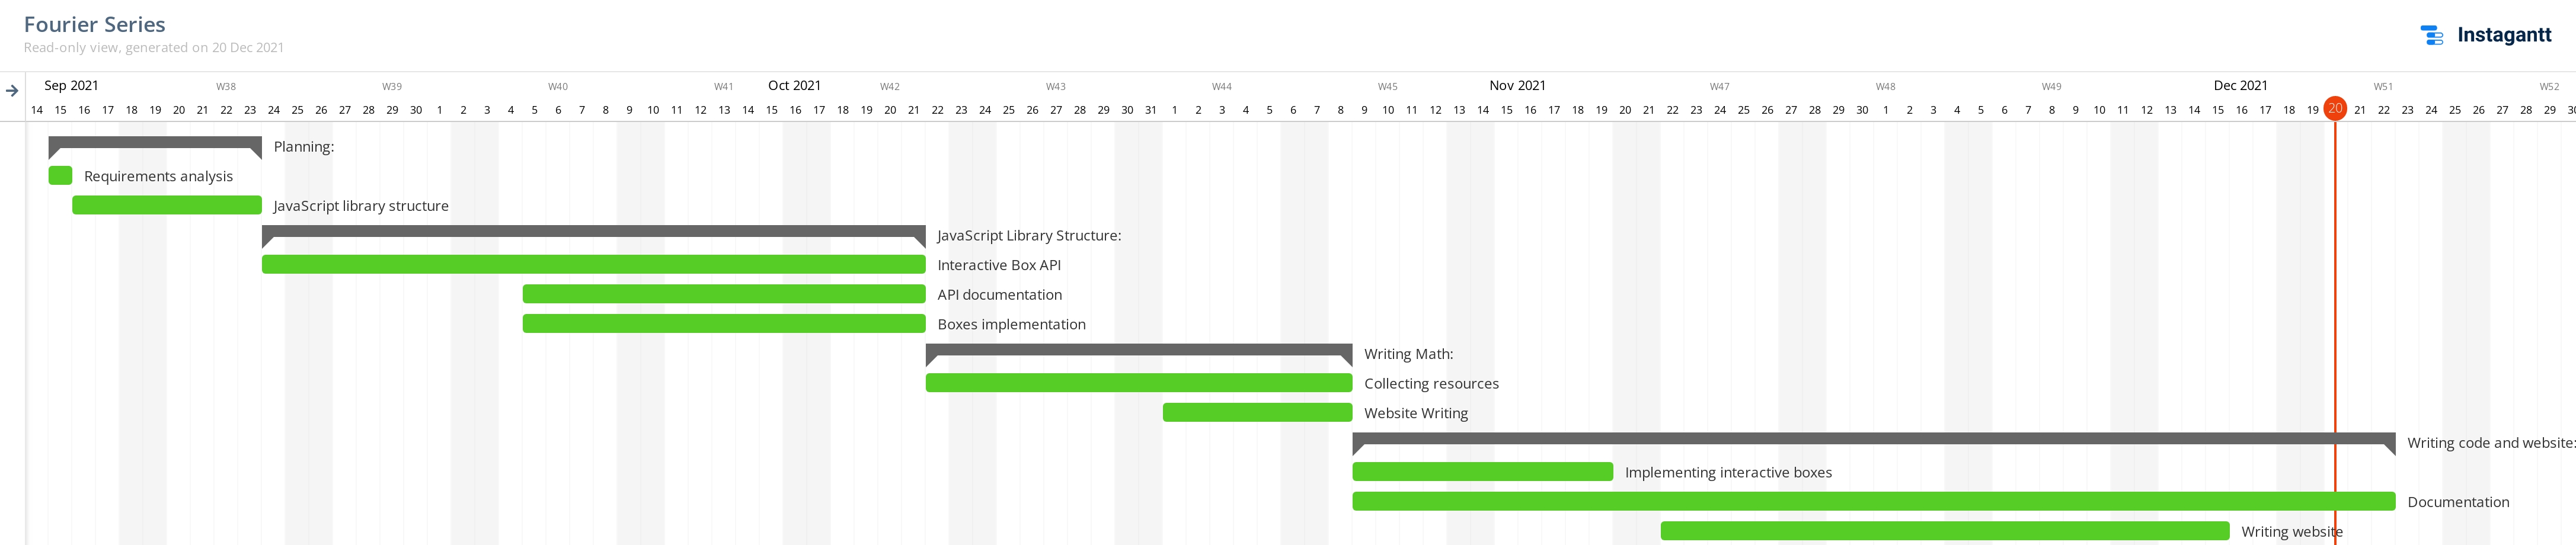 Fourier Series
Read-only view, generated on 20 Dec 2021
Instagantt
Sep 2021 W38 W39 W40 W41 Oct 2021 W42 W43 W44 W45 Nov 2021 W47 W48 W49 Dec 2021 W51 W52
14 15 16 17 18 19 20 21 22 23 24 25 26 27 28 29 30 1 2 3 4 5 6 7 8 9 10 11 12 13 14 15 16 17 18 19 20 21 22 23 24 25 26 27 28 29 30 31 1 2 3 4 5 6 7 8 9 10 11 12 13 14 15 16 17 18 19 20 21 22 23 24 25 26 27 28 29 30 1 2 3 4 5 6 7 8 9 10 11 12 13 14 15 16 17 18 19 20 21 22 23 24 25 26 27 28 29 30
Planning:
Requirements analysis
JavaScript library structure
JavaScript Library Structure:
Interactive Box API
API documentation
Boxes implementation
Writing Math:
Collecting resources
Website Writing
Writing code and website:
Implementing interactive boxes
Documentation
Writing website